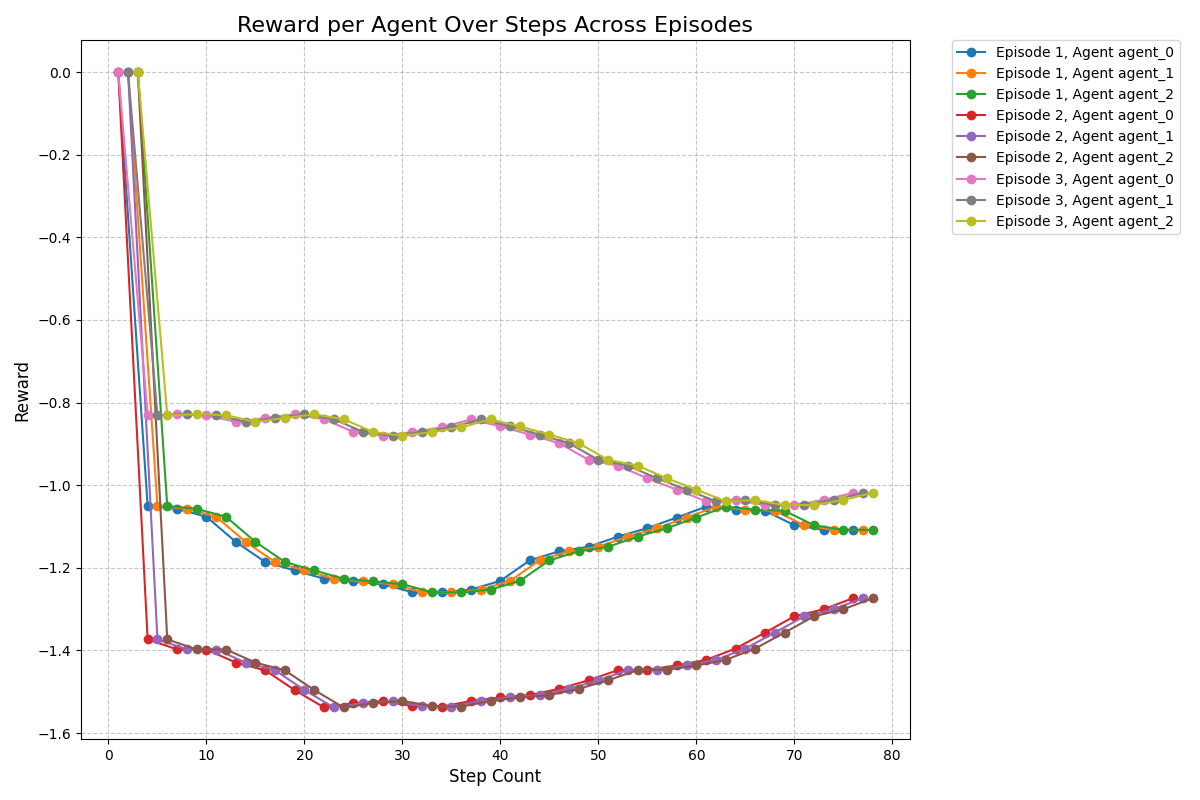 Reward per Agent Over Steps Across Episodes
0.0
−0.2
−0.4
−0.6
−0.8
−1.0
−1.2
−1.4
−1.6
Reward
0 10 20 30 40 50 60 70 80
Step Count
Episode 1, Agent agent_0
Episode 1, Agent agent_1
Episode 1, Agent agent_2
Episode 2, Agent agent_0
Episode 2, Agent agent_1
Episode 2, Agent agent_2
Episode 3, Agent agent_0
Episode 3, Agent agent_1
Episode 3, Agent agent_2